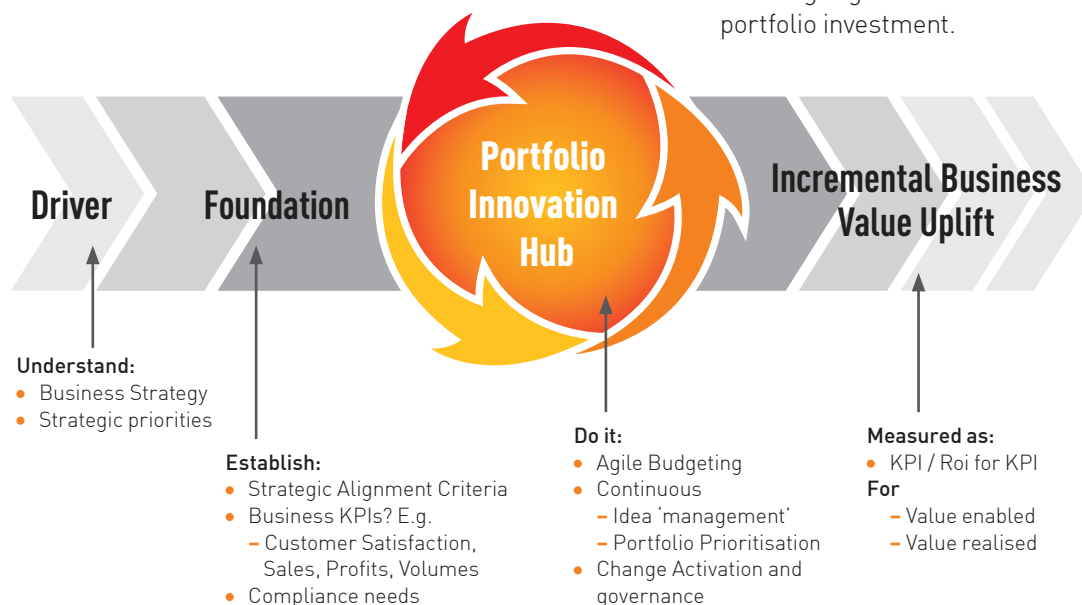 portfolio investment.
Driver
Foundation
Portfolio
Innovation
Hub
Incremental Business
Value Uplift
Understand:
• Business Strategy
• Strategic priorities
Establish:
• Strategic Alignment Criteria
• Business KPIs? E.g.
– Customer Satisfaction,
Sales, Profits, Volumes
• Compliance needs
Do it:
• Agile Budgeting
• Continuous
– Idea ‘management’
– Portfolio Prioritisation
• Change Activation and
governance
Measured as:
• KPI / Roi for KPI
For
– Value enabled
– Value realised